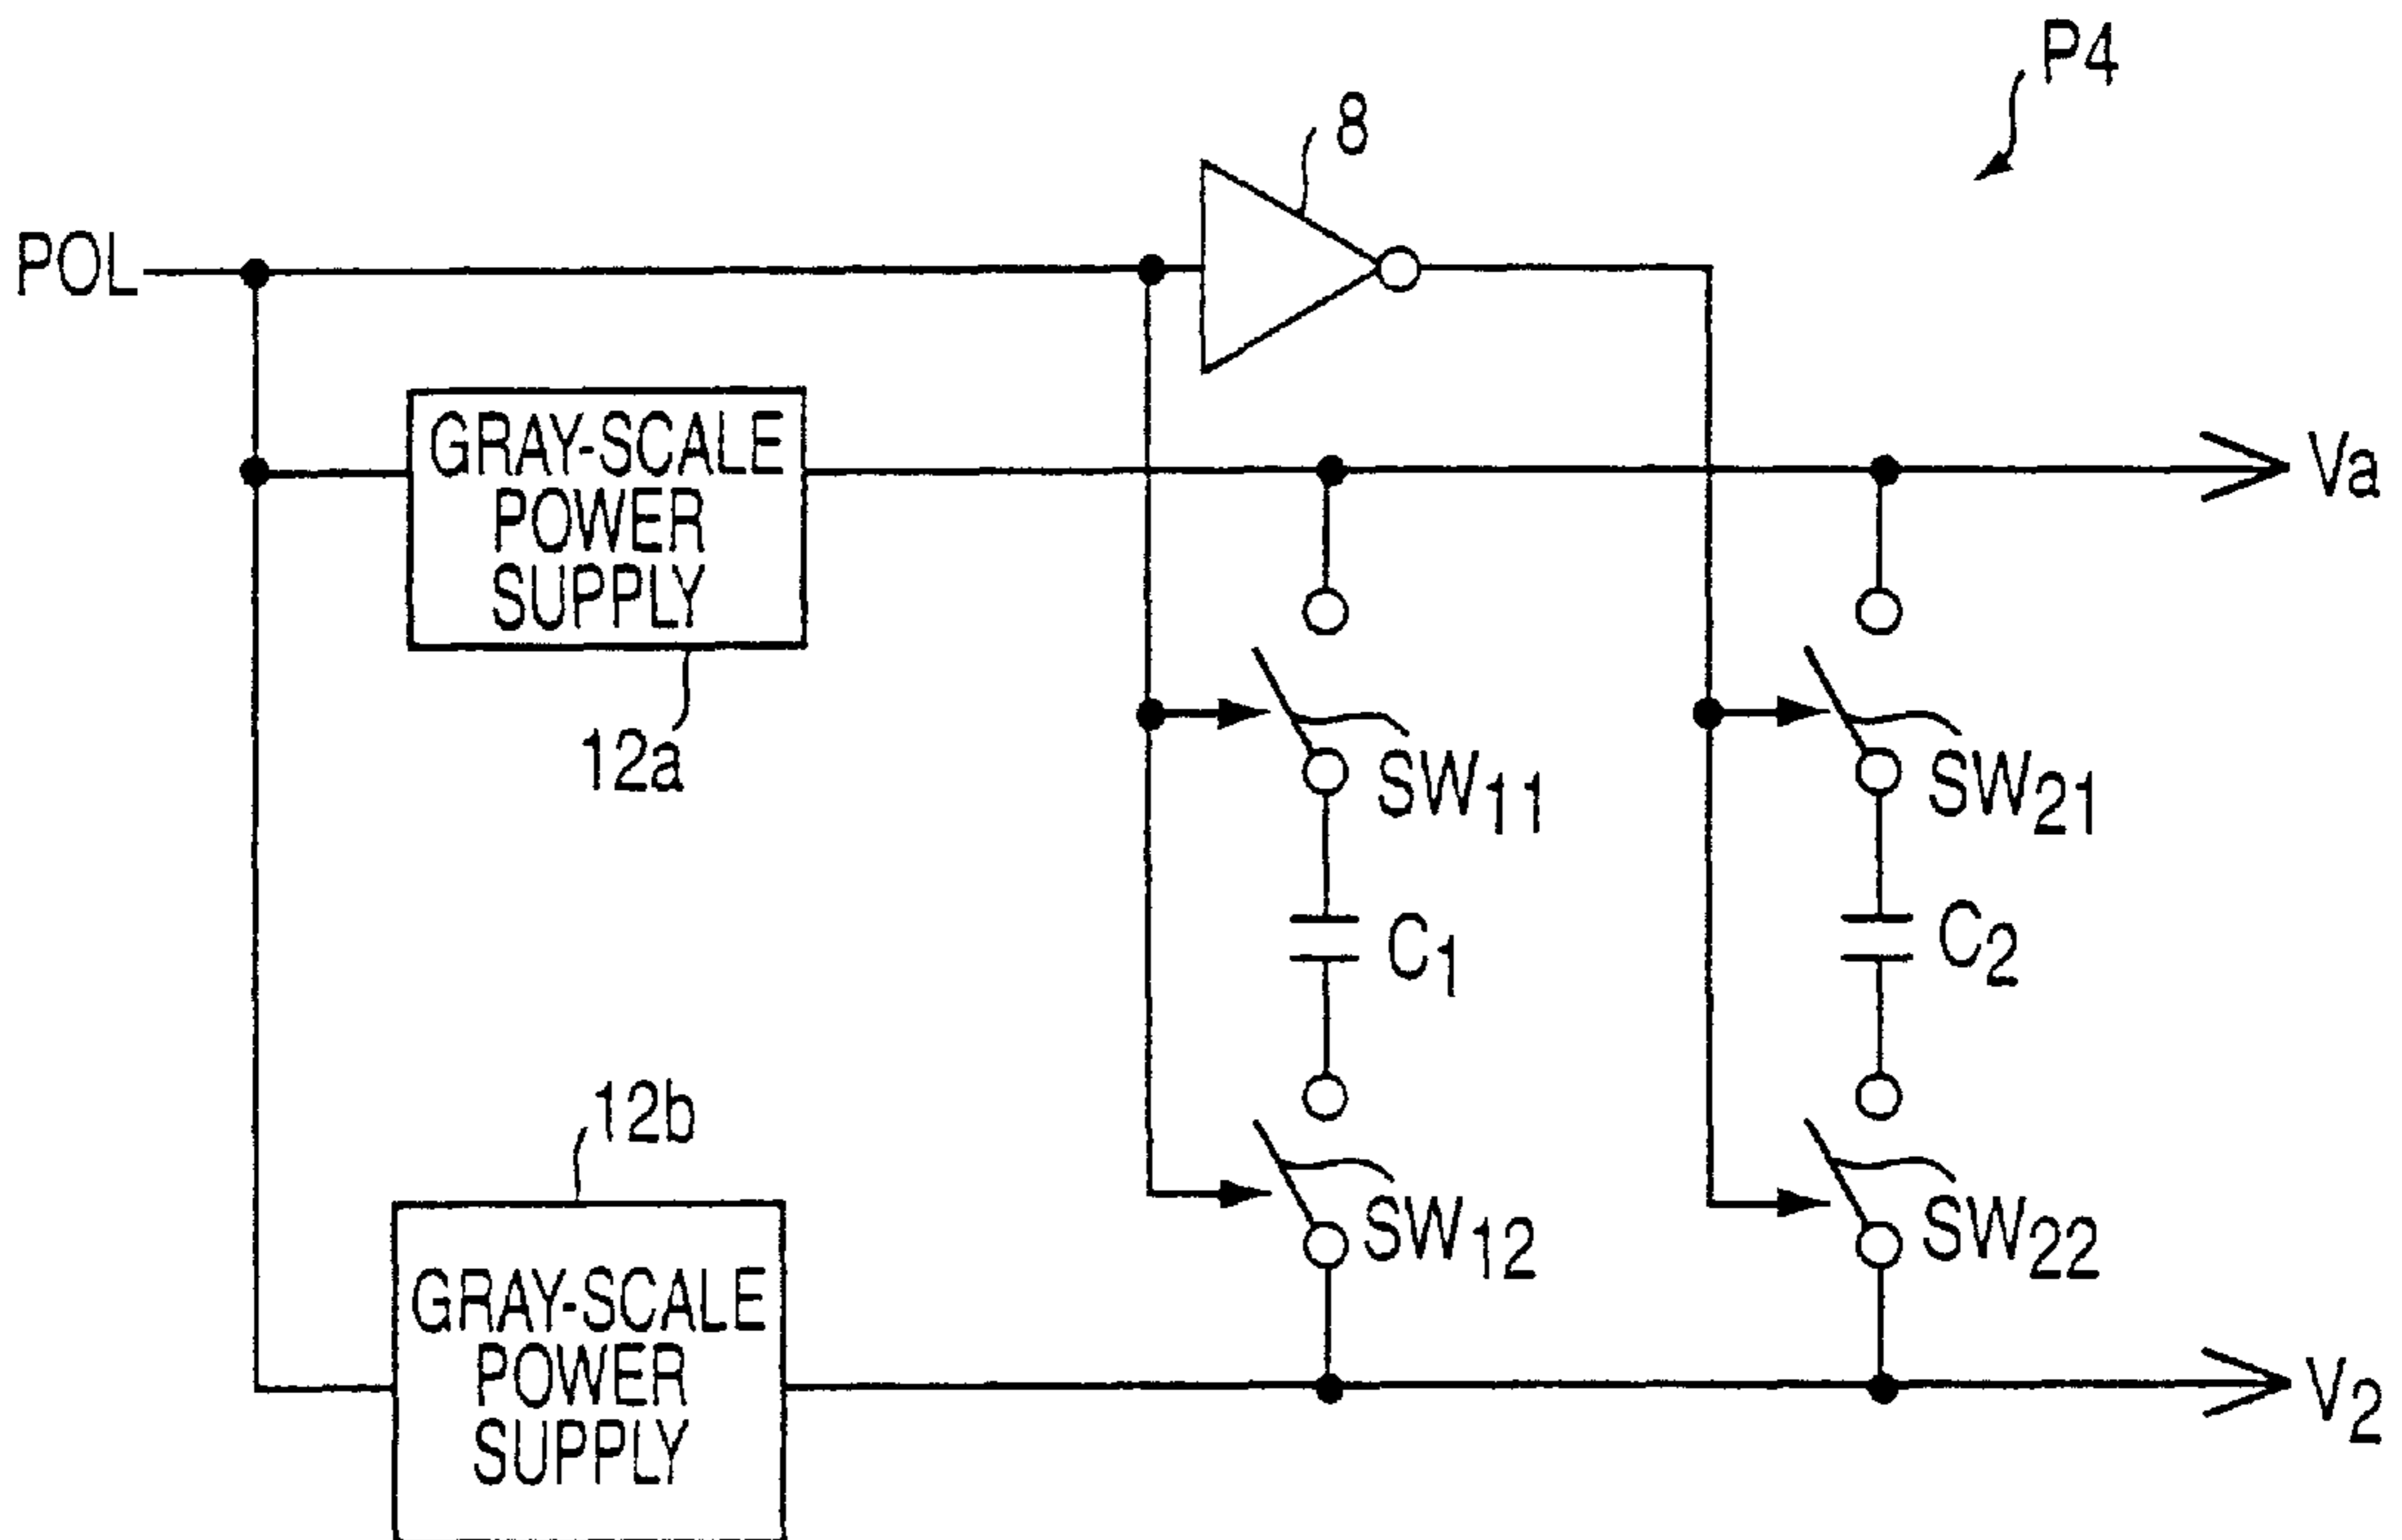 P4
8
POL
GRAY-SCALE
POWER
SUPPLY
Va
12a
SW11
SW21
C1
C2
12b
SW12
SW22
GRAY-SCALE
POWER
SUPPLY
V2